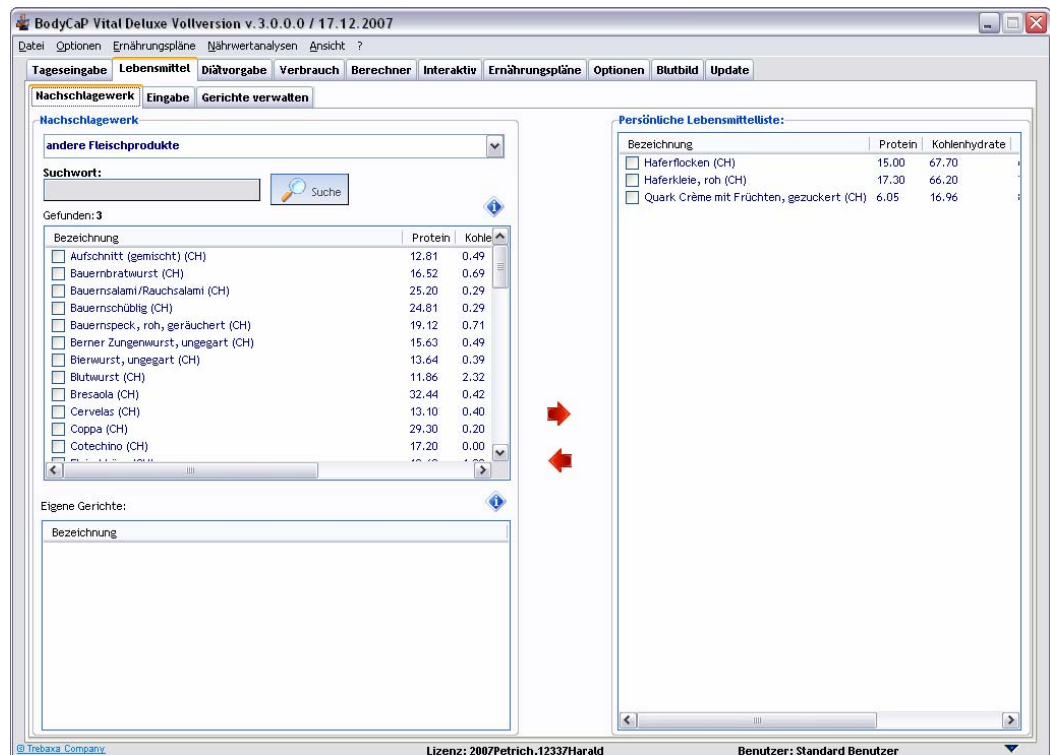 BodyCaP Vital Deluxe Vollversion v.3.0.0.0 / 17.12.2007
Datei Optionen Ernährungspläne Nährwertanalysen Ansicht ?
Tageseingabe Lebensmittel Diätvorgabe Verbrauch Berechner Interaktiv Ernährungspläne Optionen Blutbild Update
Nachschlagewerk Eingabe Gerichte verwalten
Nachschlagewerk
andere Fleischprodukte
Suchwort:
Suche
Gefunden: 3
Bezeichnung Protein Kohle
Aufschnitt (gemischt) (CH) 12.81 0.49
Bauernbratwurst (CH) 16.52 0.69
Bauernsalami/Rauchsalami (CH) 25.20 0.29
Bauernschüblig (CH) 24.81 0.29
Bauernspeck, roh, geräuchert (CH) 19.12 0.71
Berner Zungenwurst, ungegart (CH) 15.63 0.49
Bierwurst, ungegart (CH) 13.64 0.39
Blutwurst (CH) 11.86 2.32
Bresaola (CH) 32.44 0.42
Cervelas (CH) 13.10 0.40
Coppa (CH) 29.30 0.20
Cotechino (CH) 17.20 0.00
Eigene Gerichte:
Bezeichnung
Persönliche Lebensmittelliste:
Bezeichnung Protein Kohlenhydrate
Haferflocken (CH) 15.00 67.70
Haferkleie, roh (CH) 17.30 66.20
Quark Crème mit Früchten, gezuckert (CH) 6.05 16.96
© Trebaxa Company
Lizenz: 2007Petrich,12337Harald
Benutzer: Standard Benutzer